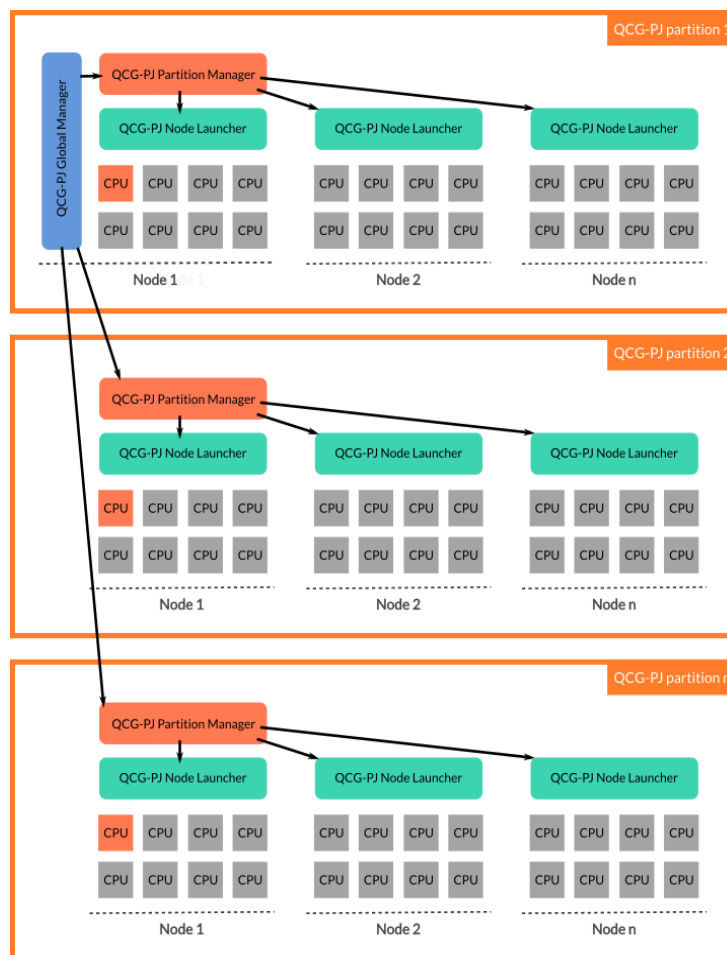 QCG-PJ partition 1
QCG-PJ Global Manager
QCG-PJ Partition Manager
QCG-PJ Node Launcher QCG-PJ Node Launcher QCG-PJ Node Launcher
CPU CPU CPU CPU CPU CPU CPU CPU CPU CPU CPU CPU
CPU CPU CPU CPU CPU CPU CPU CPU CPU CPU CPU CPU
Node 1 Node 2 Node n
QCG-PJ partition 2
QCG-PJ Partition Manager
QCG-PJ Node Launcher QCG-PJ Node Launcher QCG-PJ Node Launcher
CPU CPU CPU CPU CPU CPU CPU CPU CPU CPU CPU CPU
CPU CPU CPU CPU CPU CPU CPU CPU CPU CPU CPU CPU
Node 1 Node 2 Node n
QCG-PJ partition n
QCG-PJ Partition Manager
QCG-PJ Node Launcher QCG-PJ Node Launcher QCG-PJ Node Launcher
CPU CPU CPU CPU CPU CPU CPU CPU CPU CPU CPU CPU
CPU CPU CPU CPU CPU CPU CPU CPU CPU CPU CPU CPU
Node 1 Node 2 Node n